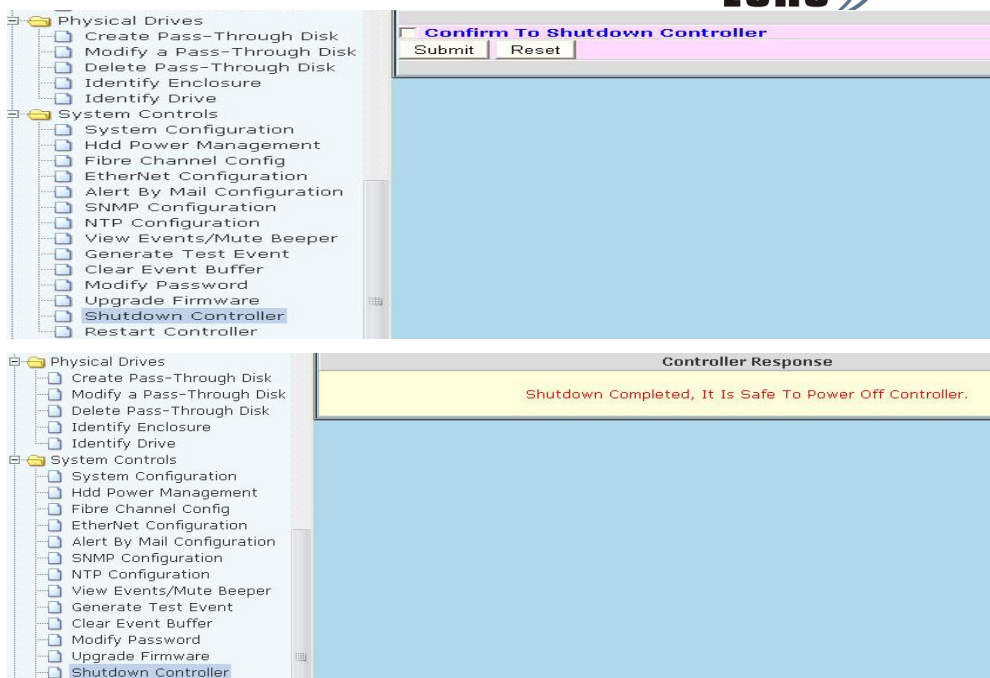 Physical Drives
Create Pass-Through Disk
Modify a Pass-Through Disk
Delete Pass-Through Disk
Identify Enclosure
Identify Drive
System Controls
System Configuration
Hdd Power Management
Fibre Channel Config
EtherNet Configuration
Alert By Mail Configuration
SNMP Configuration
NTP Configuration
View Events/Mute Beeper
Generate Test Event
Clear Event Buffer
Modify Password
Upgrade Firmware
Shutdown Controller
Restart Controller
Confirm To Shutdown Controller
Submit Reset
Physical Drives
Create Pass-Through Disk
Modify a Pass-Through Disk
Delete Pass-Through Disk
Identify Enclosure
Identify Drive
System Controls
System Configuration
Hdd Power Management
Fibre Channel Config
EtherNet Configuration
Alert By Mail Configuration
SNMP Configuration
NTP Configuration
View Events/Mute Beeper
Generate Test Event
Clear Event Buffer
Modify Password
Upgrade Firmware
Shutdown Controller
Controller Response
Shutdown Completed, It Is Safe To Power Off Controller.